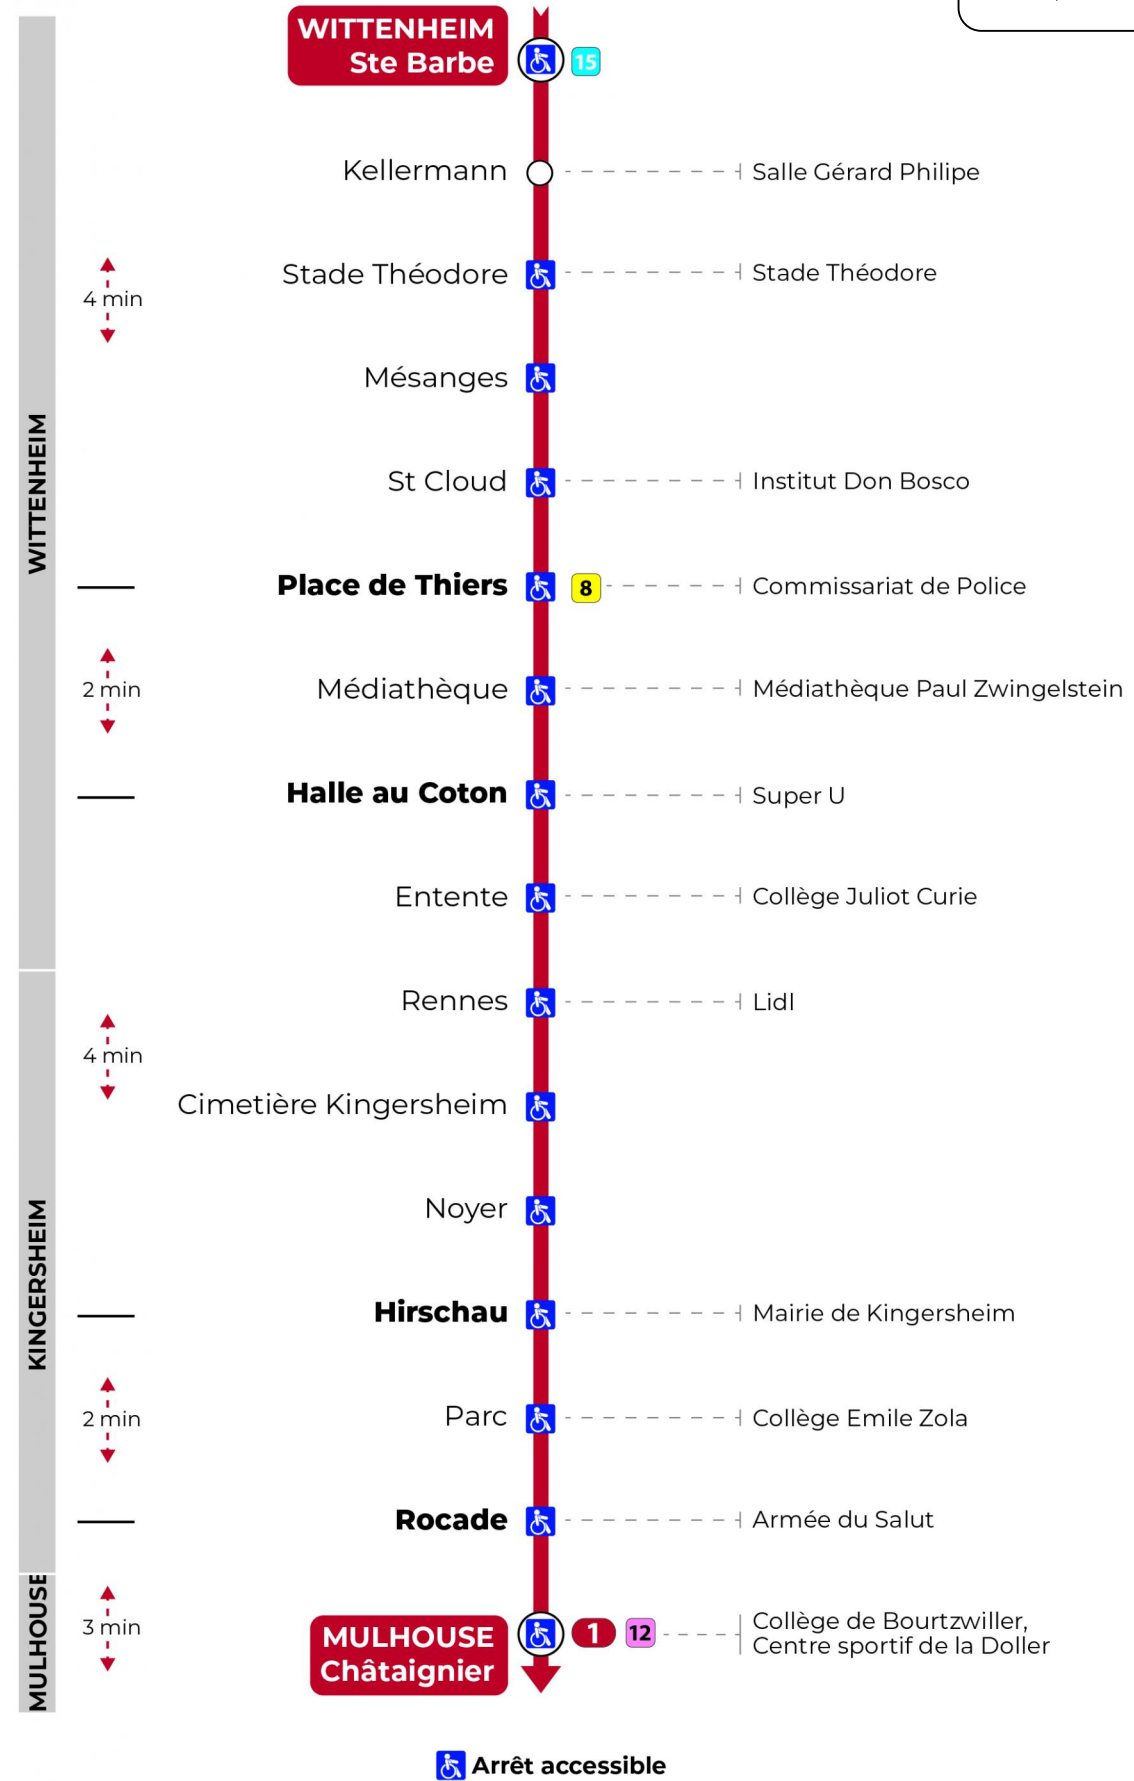 WITTENHEIM
Ste Barbe
15
Kellermann
Salle Gérard Philipe
Stade Théodore
Stade Théodore
4 min
Mésanges
St Cloud
Institut Don Bosco
WITTENHEIM
Place de Thiers
8
Commissariat de Police
2 min
Médiathèque
Médiathèque Paul Zwingelstein
Halle au Coton
Super U
Entente
Collège Juliot Curie
Rennes
Lidl
4 min
Cimetière Kingersheim
Noyer
KINGERSHEIM
Hirschau
Mairie de Kingersheim
2 min
Parc
Collège Emile Zola
Rocade
Armée du Salut
MULHOUSE
3 min
MULHOUSE
Châtaignier
1
12
Collège de Bourtzwiller,
Centre sportif de la Doller
Arrêt accessible